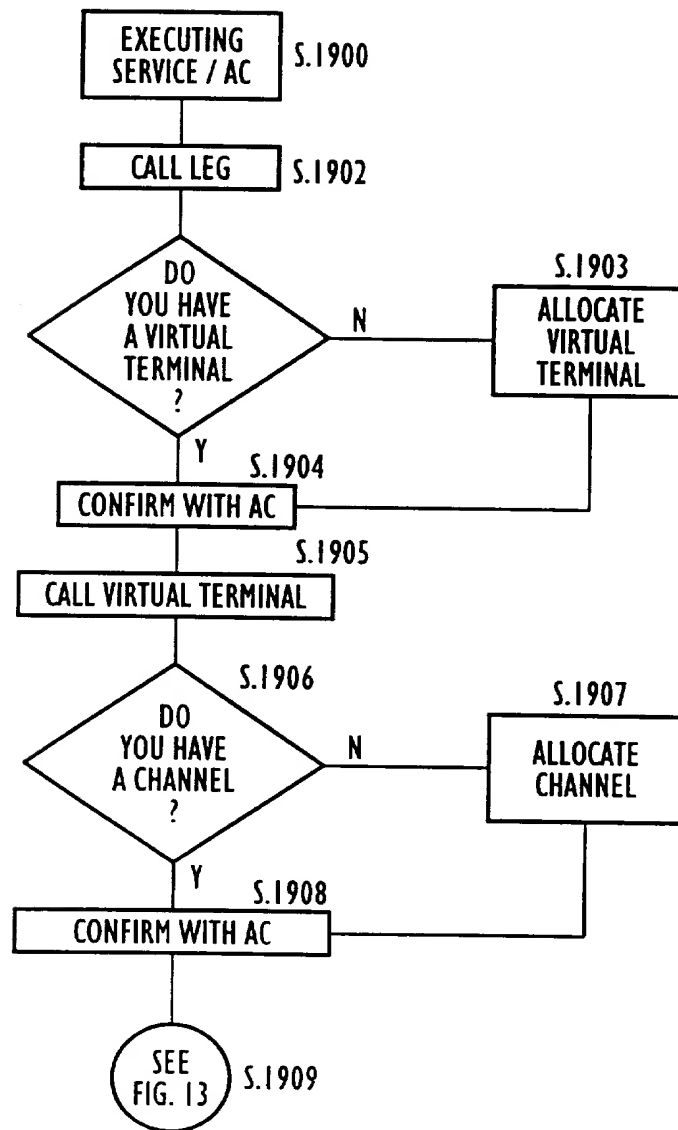 EXECUTING
SERVICE / AC
S.1900
CALL LEG
S.1902
DO
YOU HAVE
A VIRTUAL
TERMINAL
?
N
S.1903
ALLOCATE
VIRTUAL
TERMINAL
Y
S.1904
CONFIRM WITH AC
S.1905
CALL VIRTUAL TERMINAL
S.1906
DO
YOU HAVE
A CHANNEL
?
N
S.1907
ALLOCATE
CHANNEL
Y
S.1908
CONFIRM WITH AC
SEE
FIG. 13
S.1909